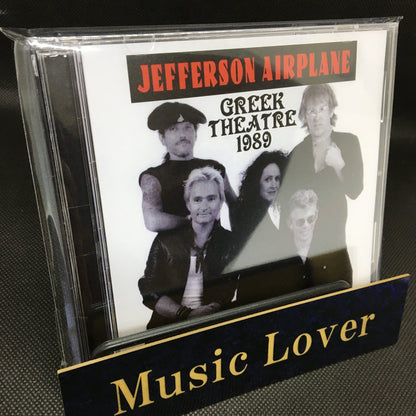 JEFFERSON AIRPLANE
GREEK
THEATRE
1989
Music Lover